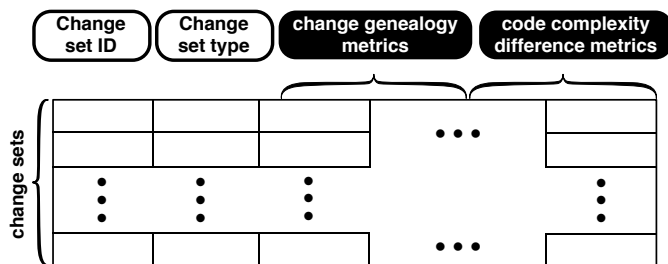 Change
set ID
Change
set type
change genealogy
metrics
code complexity
difference metrics
change sets